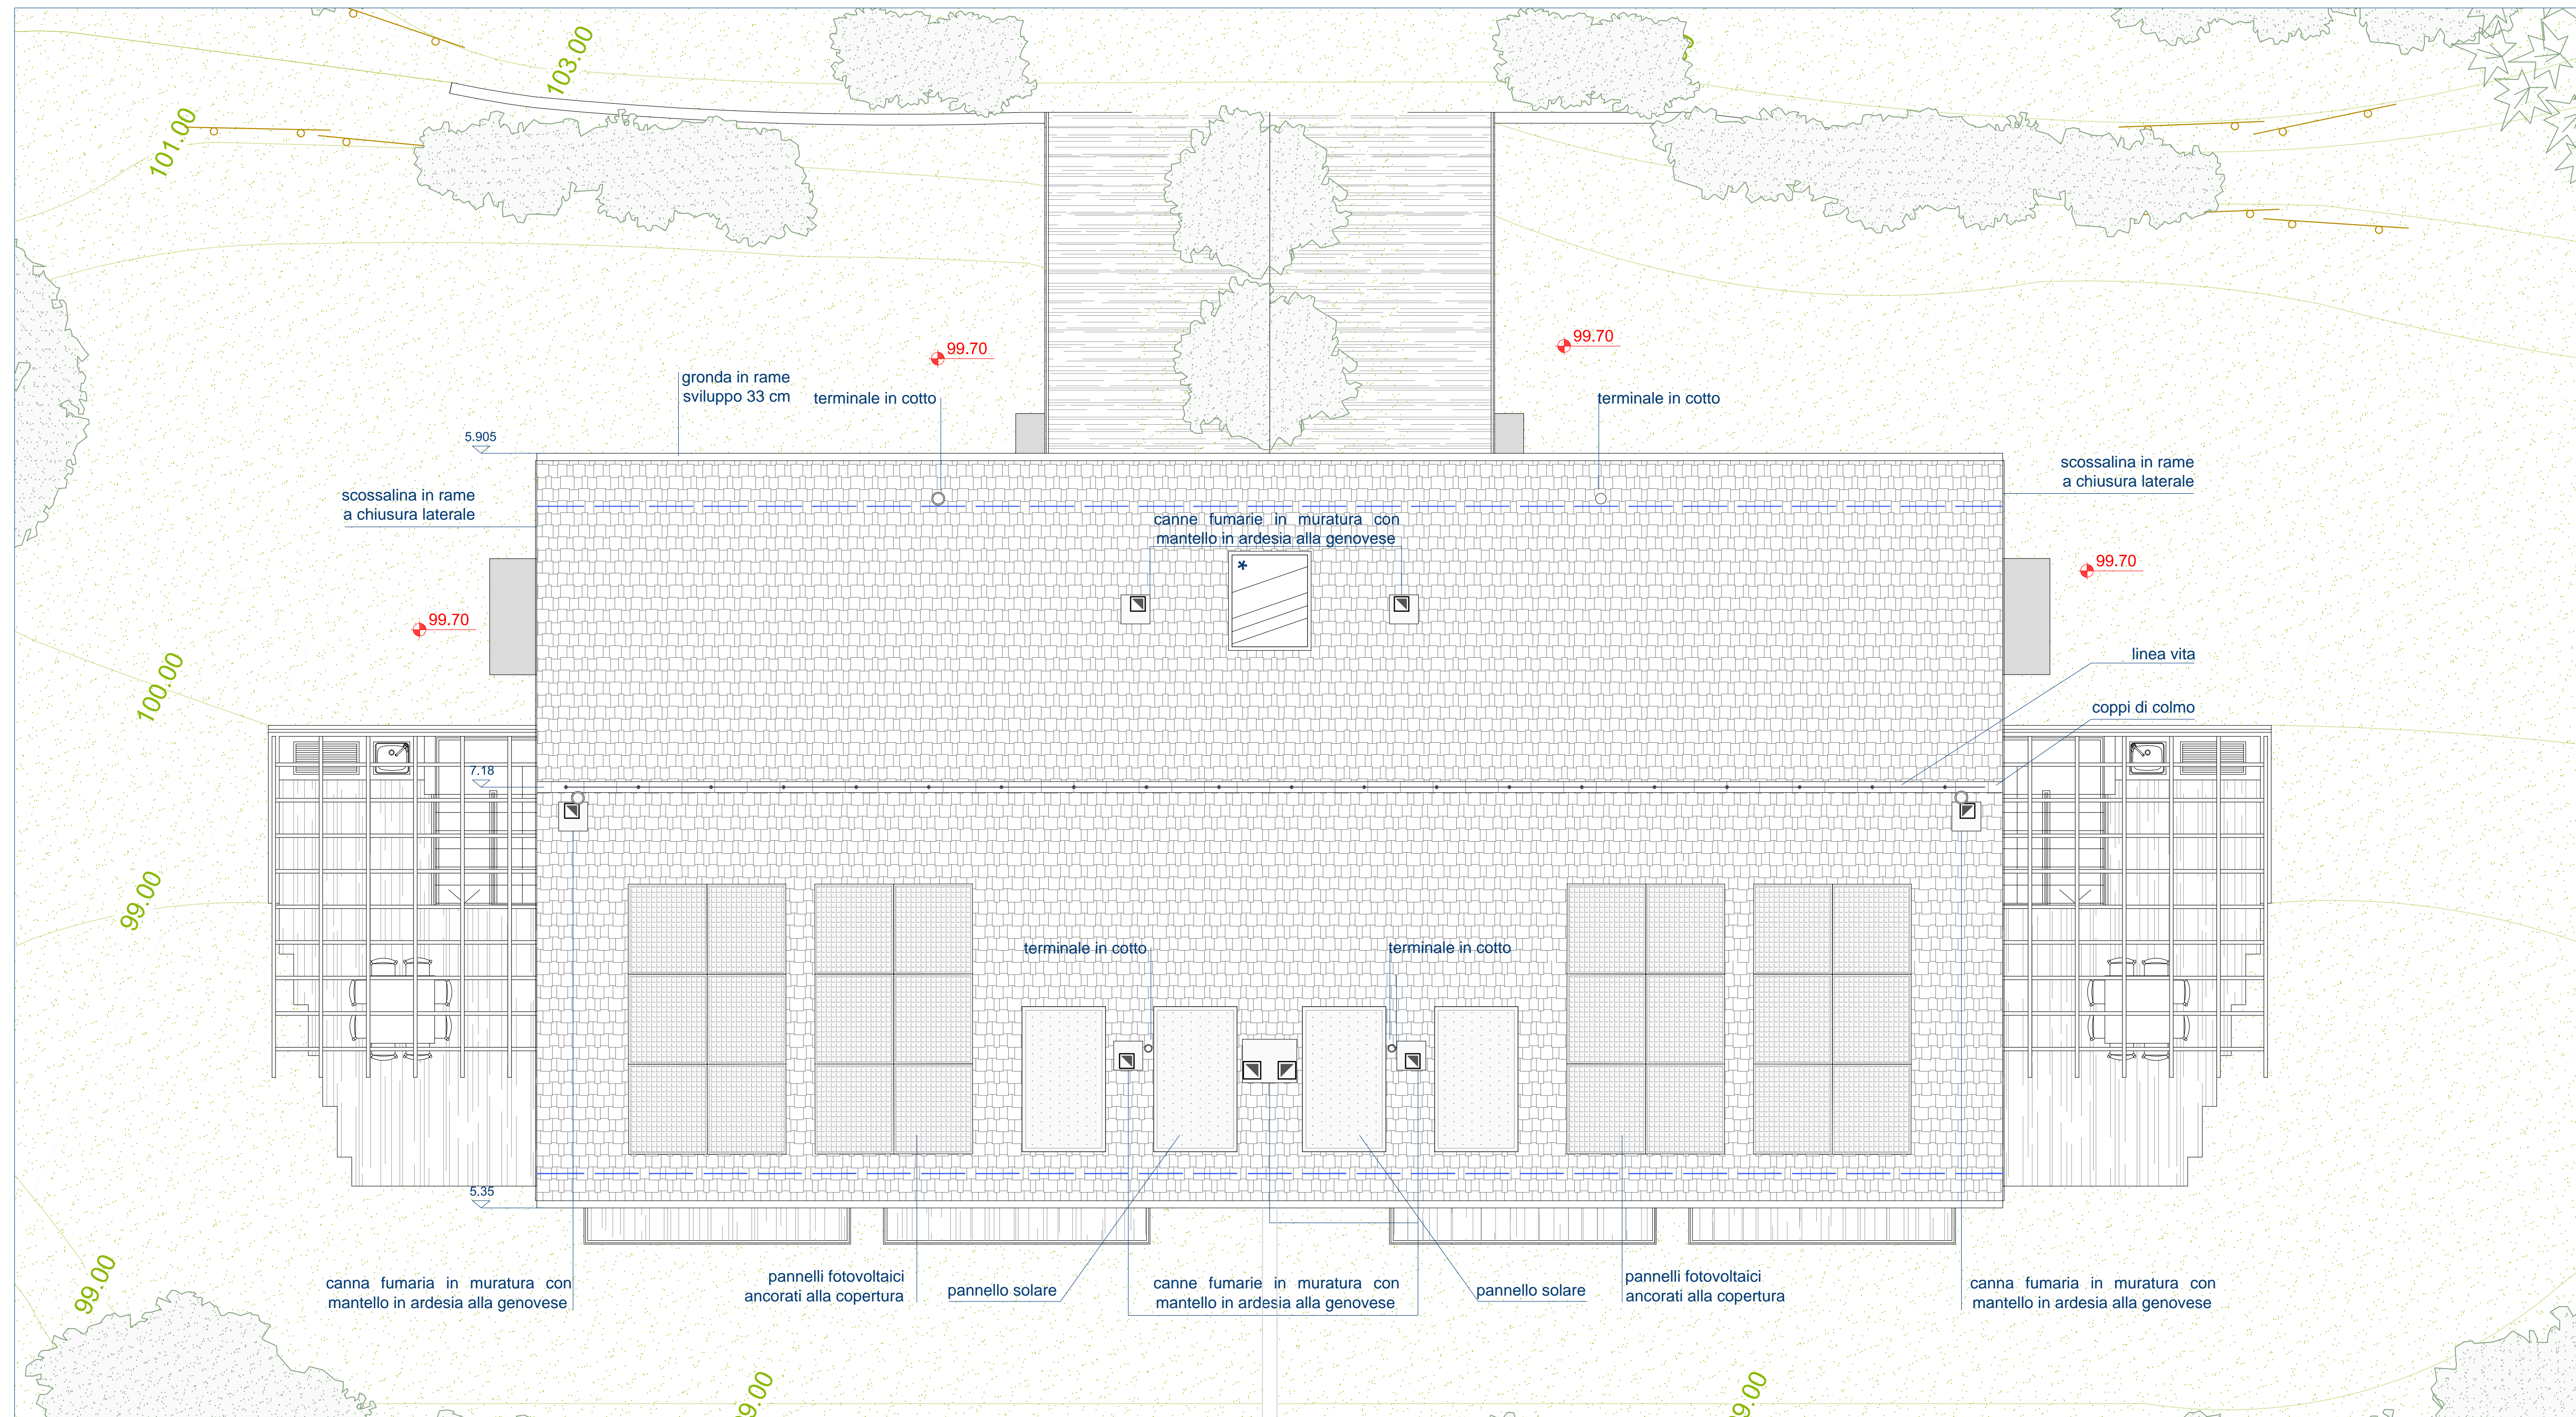 103.00
101.00
99.70
99.70
gronda in rame
sviluppo 33 cm
terminale in cotto
terminale in cotto
5.905
scossalina in rame
a chiusura laterale
scossalina in rame
a chiusura laterale
canne fumarie in muratura con
mantello in ardesia alla genovese
*
99.70
99.70
linea vita
100.00
coppi di colmo
7.18
99.00
terminale in cotto
terminale in cotto
5.35
99.00
canna fumaria in muratura con
mantello in ardesia alla genovese
pannelli fotovoltaici
ancorati alla copertura
pannello solare
canne fumarie in muratura con
mantello in ardesia alla genovese
pannello solare
pannelli fotovoltaici
ancorati alla copertura
canna fumaria in muratura con
mantello in ardesia alla genovese
9.00
9.00